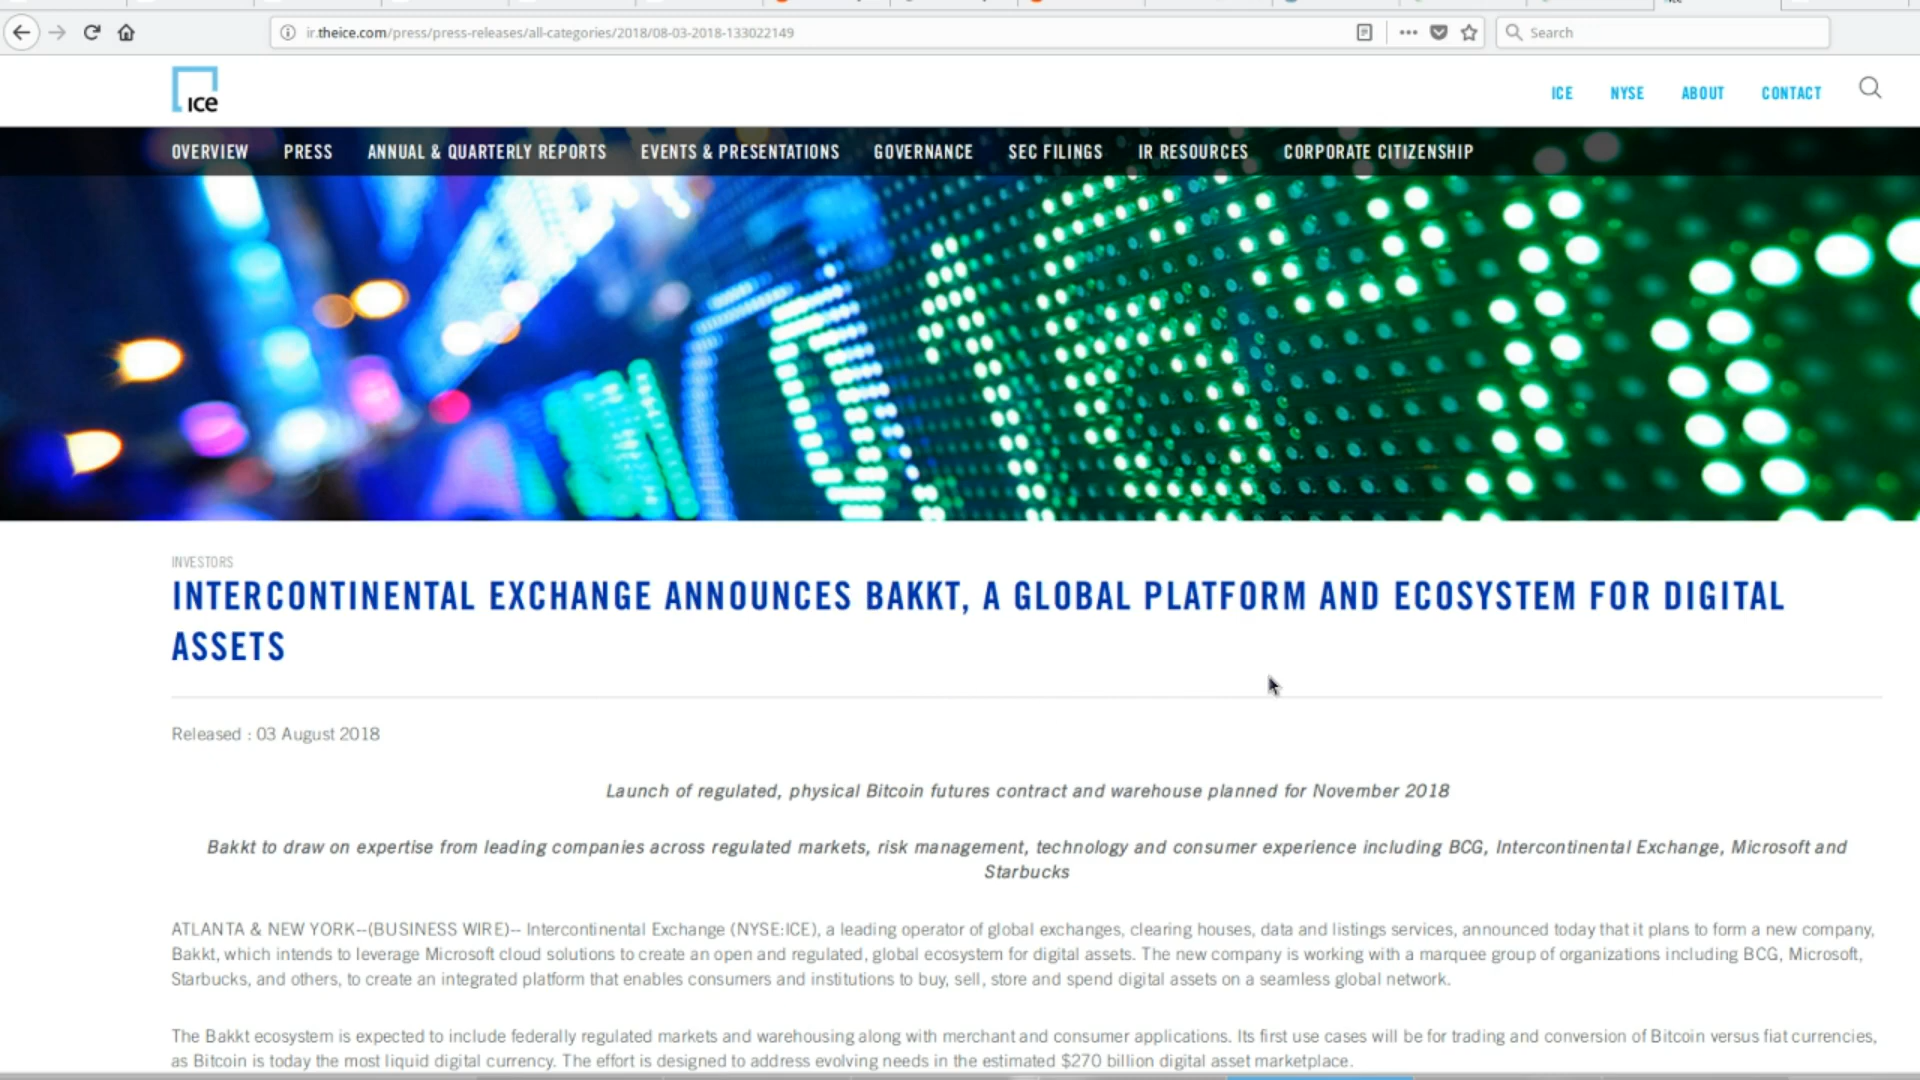 ir.theice.com/press/press-releases/all-categories/2018/08-03-2018-133022149
Search
ice
ICE NYSE ABOUT CONTACT
OVERVIEW PRESS ANNUAL & QUARTERLY REPORTS EVENTS & PRESENTATIONS GOVERNANCE SEC FILINGS IR RESOURCES CORPORATE CITIZENSHIP
INVESTORS
INTERCONTINENTAL EXCHANGE ANNOUNCES BAKKT, A GLOBAL PLATFORM AND ECOSYSTEM FOR DIGITAL
ASSETS
Released : 03 August 2018
Launch of regulated, physical Bitcoin futures contract and warehouse planned for November 2018
Bakkt to draw on expertise from leading companies across regulated markets, risk management, technology and consumer experience including BCG, Intercontinental Exchange, Microsoft and
Starbucks
ATLANTA & NEW YORK--(BUSINESS WIRE)-- Intercontinental Exchange (NYSE:ICE), a leading operator of global exchanges, clearing houses, data and listings services, announced today that it plans to form a new company,
Bakkt, which intends to leverage Microsoft cloud solutions to create an open and regulated, global ecosystem for digital assets. The new company is working with a marquee group of organizations including BCG, Microsoft,
Starbucks, and others, to create an integrated platform that enables consumers and institutions to buy, sell, store and spend digital assets on a seamless global network.
The Bakkt ecosystem is expected to include federally regulated markets and warehousing along with merchant and consumer applications. Its first use cases will be for trading and conversion of Bitcoin versus fiat currencies,
as Bitcoin is today the most liquid digital currency. The effort is designed to address evolving needs in the estimated $270 billion digital asset marketplace.